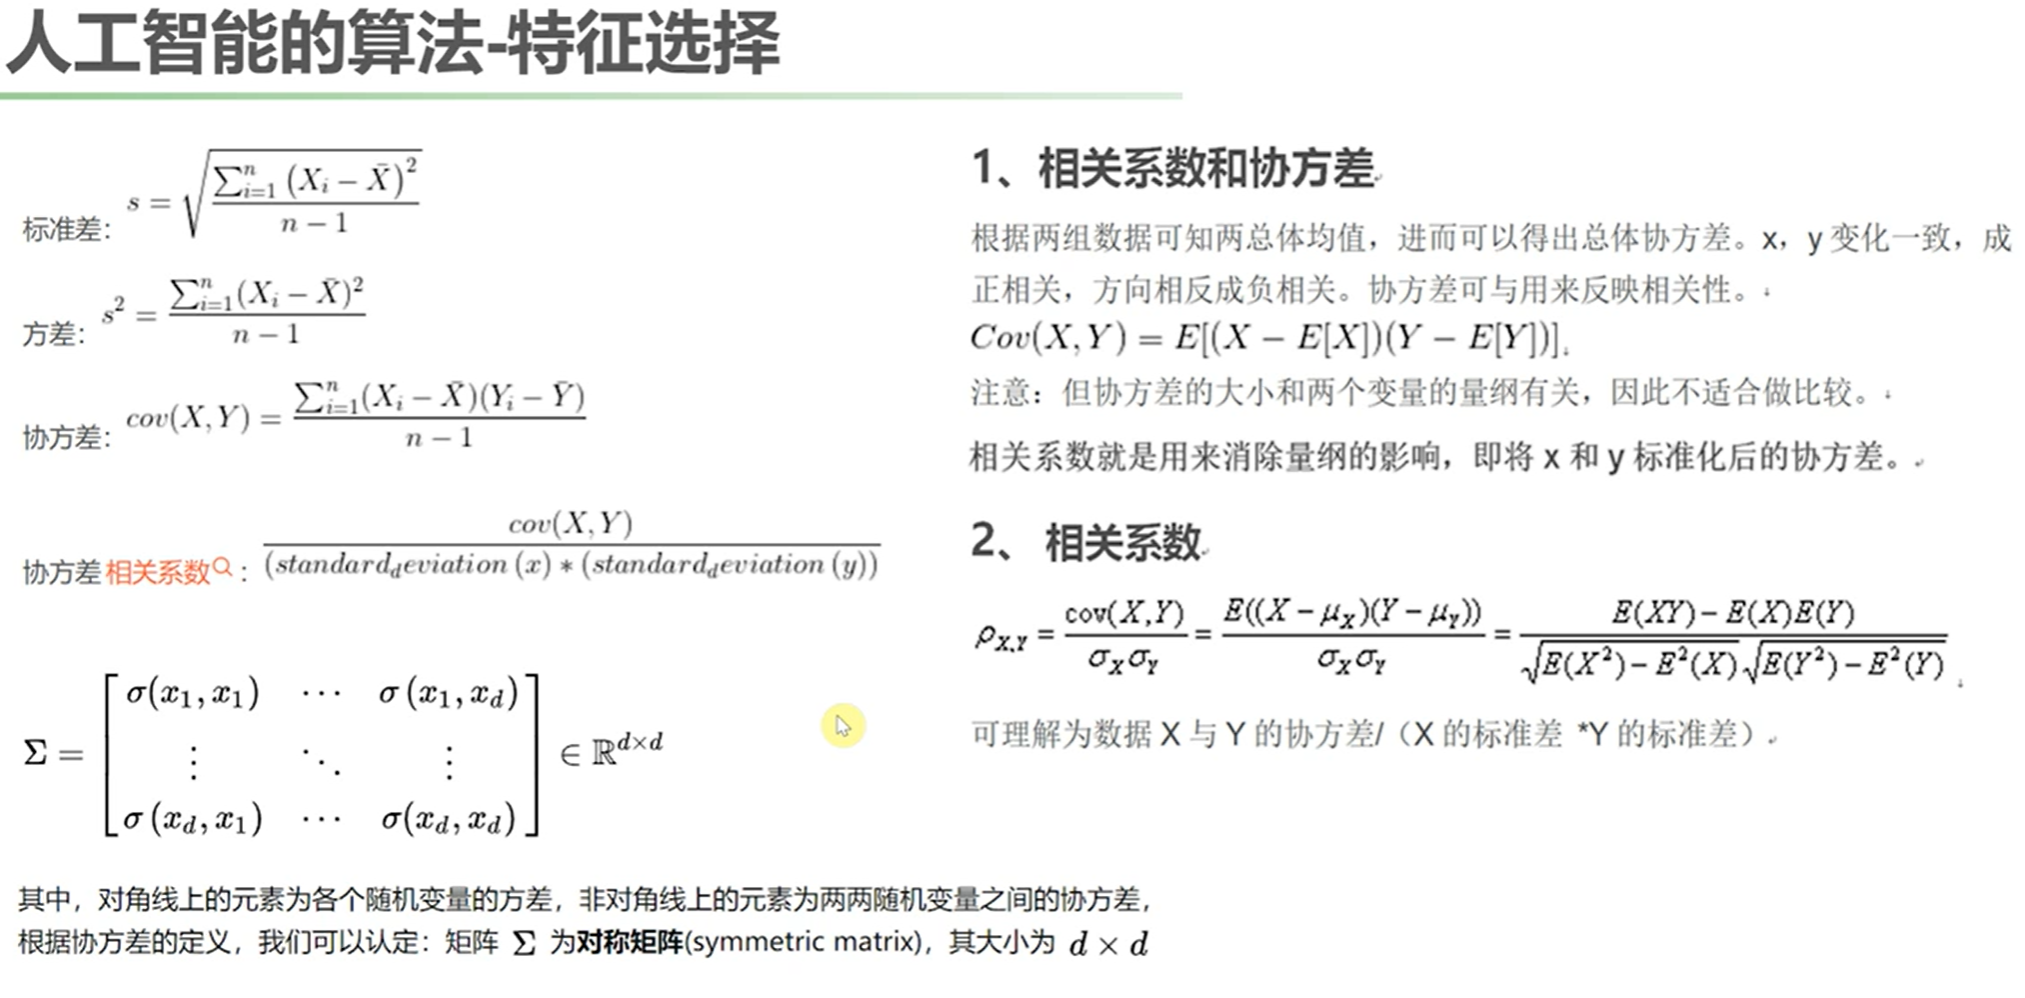 人工智能的算法-特征选择
标准差: $s = \sqrt{\frac{\sum_{i=1}^{n} (X_i - \bar{X})^2}{n-1}}$
方差: $s^2 = \frac{\sum_{i=1}^{n} (X_i - \bar{X})^2}{n-1}$
协方差: $cov(X,Y) = \frac{\sum_{i=1}^{n} (X_i - \bar{X})(Y_i - \bar{Y})}{n-1}$
协方差相关系数: $\frac{cov(X,Y)}{(standard_deviation(x)*(standard_deviation(y))}$
$\Sigma = \begin{bmatrix} \sigma(x_1,x_1) & \cdots & \sigma(x_1,x_d) \\ \vdots & \ddots & \vdots \\ \sigma(x_d,x_1) & \cdots & \sigma(x_d,x_d) \end{bmatrix} \in \mathbb{R}^{d \times d}$
其中，对角线上的元素为各个随机变量的方差，非对角线上的元素为两两随机变量之间的协方差，
根据协方差的定义，我们可以认定：矩阵 Σ 为对称矩阵(symmetric matrix)，其大小为 d × d
1、相关系数和协方差
根据两组数据可知两总体均值，进而可以得出总体协方差。x，y 变化一致，成
正相关，方向相反成负相关。协方差可与用来反映相关性。
$Cov(X,Y) = E[(X - E[X])(Y - E[Y])]$
注意：但协方差的大小和两个变量的量纲有关，因此不适合做比较。
相关系数就是用来消除量纲的影响，即将 x 和 y 标准化后的协方差。
2、 相关系数
$\rho_{X,Y} = \frac{cov(X,Y)}{\sigma_X \sigma_Y} = \frac{E((X-\mu_X)(Y-\mu_Y))}{\sigma_X \sigma_Y} = \frac{E(XY)-E(X)E(Y)}{\sqrt{E(X^2)-E^2(X)}\sqrt{E(Y^2)-E^2(Y)}}$
可理解为数据 X 与 Y 的协方差/（X 的标准差 *Y 的标准差）